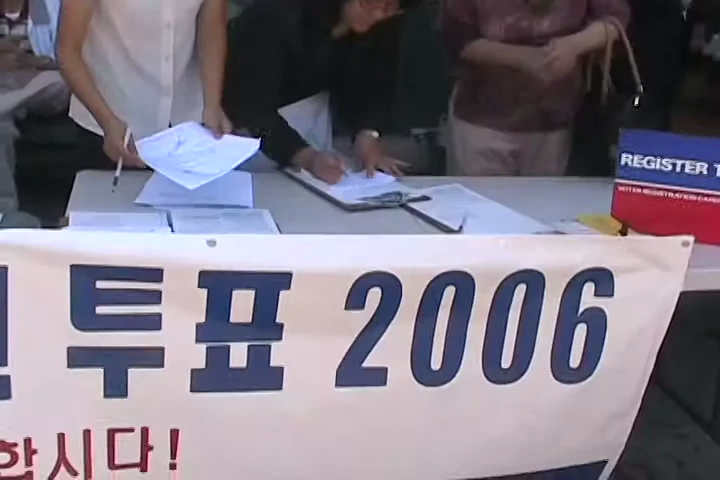 REGISTER T
VOTER REGISTRATION CARDS
투표 2006
합시다!